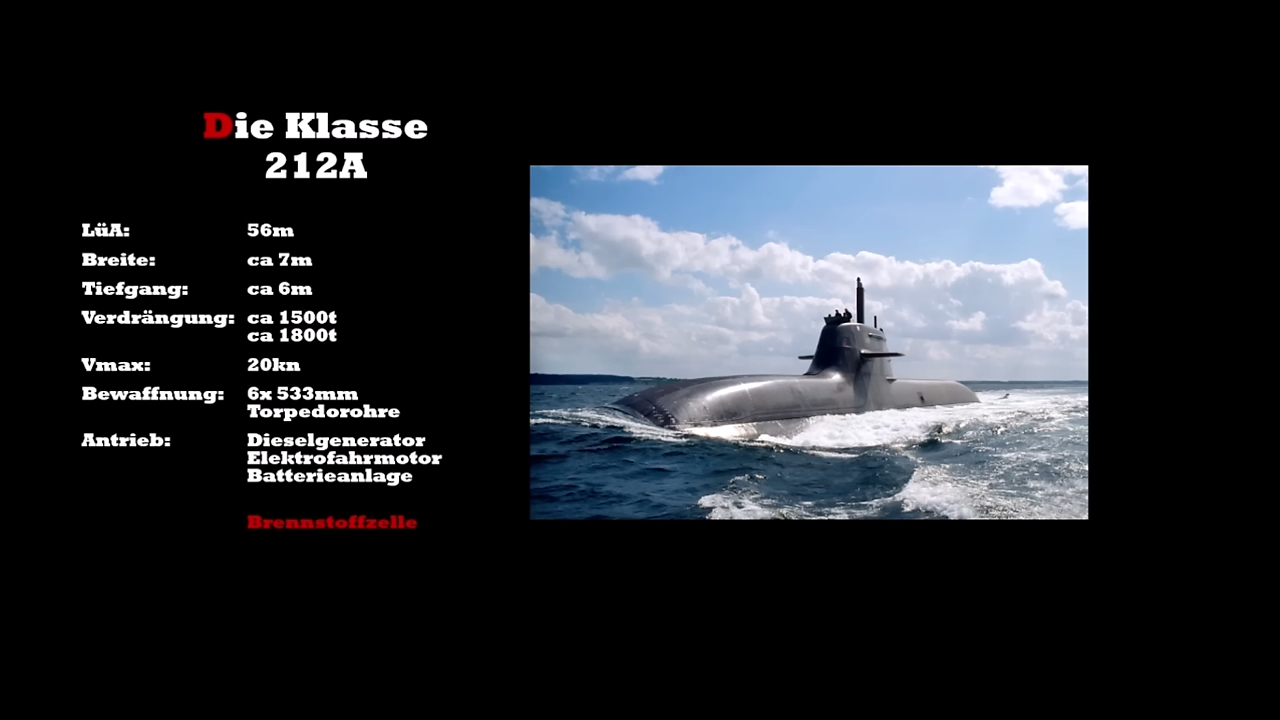 Die Klasse
212A
LüA: 56m
Breite: ca 7m
Tiefgang: ca 6m
Verdrängung: ca 1500t
ca 1800t
Vmax: 20kn
Bewaffnung: 6x 533mm
Torpedorohre
Antrieb: Dieselgenerator
Elektrofahrmotor
Batterieanlage
Brennstoffzelle